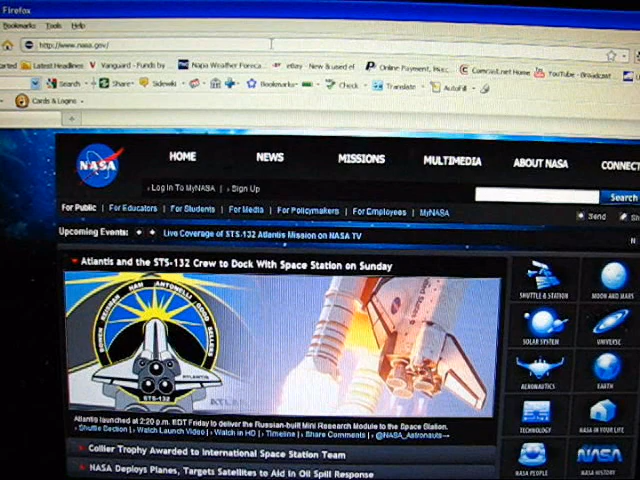 Firefox
Bookmarks Tools Help
http://www.nasa.gov/
Latest Headlines Vanguard - Funds by Napa Weather Foreca... ebay - New & used el Online Payment, Merc... Comcast.net Home YouTube - Broadcast
Search Share Sidewiki Bookmarks Check Translate AutoFill
Cards & Logins
NASA
HOME NEWS MISSIONS MULTIMEDIA ABOUT NASA CONNECT
› Log In To MyNASA | › Sign Up
Search
For Public | For Educators | For Students | For Media | For Policymakers | For Employees | MyNASA
Send Sh
Upcoming Events: Live Coverage of STS-132 Atlantis Mission on NASA TV
Atlantis and the STS-132 Crew to Dock With Space Station on Sunday
BOWEN REISMAN HAM ANTONELLI GOOD SELLERS
ATLANTIS
STS-132
Atlantis launched at 2:20 p.m. EDT Friday to deliver the Russian-built Mini Research Module to the Space Station.
› Shuttle Section | › Watch Launch Video | › Watch in HD | › Timeline | › Share Comments | › @NASA_Astronauts→
Collier Trophy Awarded to International Space Station Team
NASA Deploys Planes, Targets Satellites to Aid in Oil Spill Response
SHUTTLE & STATION
MOON AND MARS
SOLAR SYSTEM
UNIVERSE
AERONAUTICS
EARTH
TECHNOLOGY
NASA IN YOUR LIFE
NASA PEOPLE
NASA
NASA HISTORY